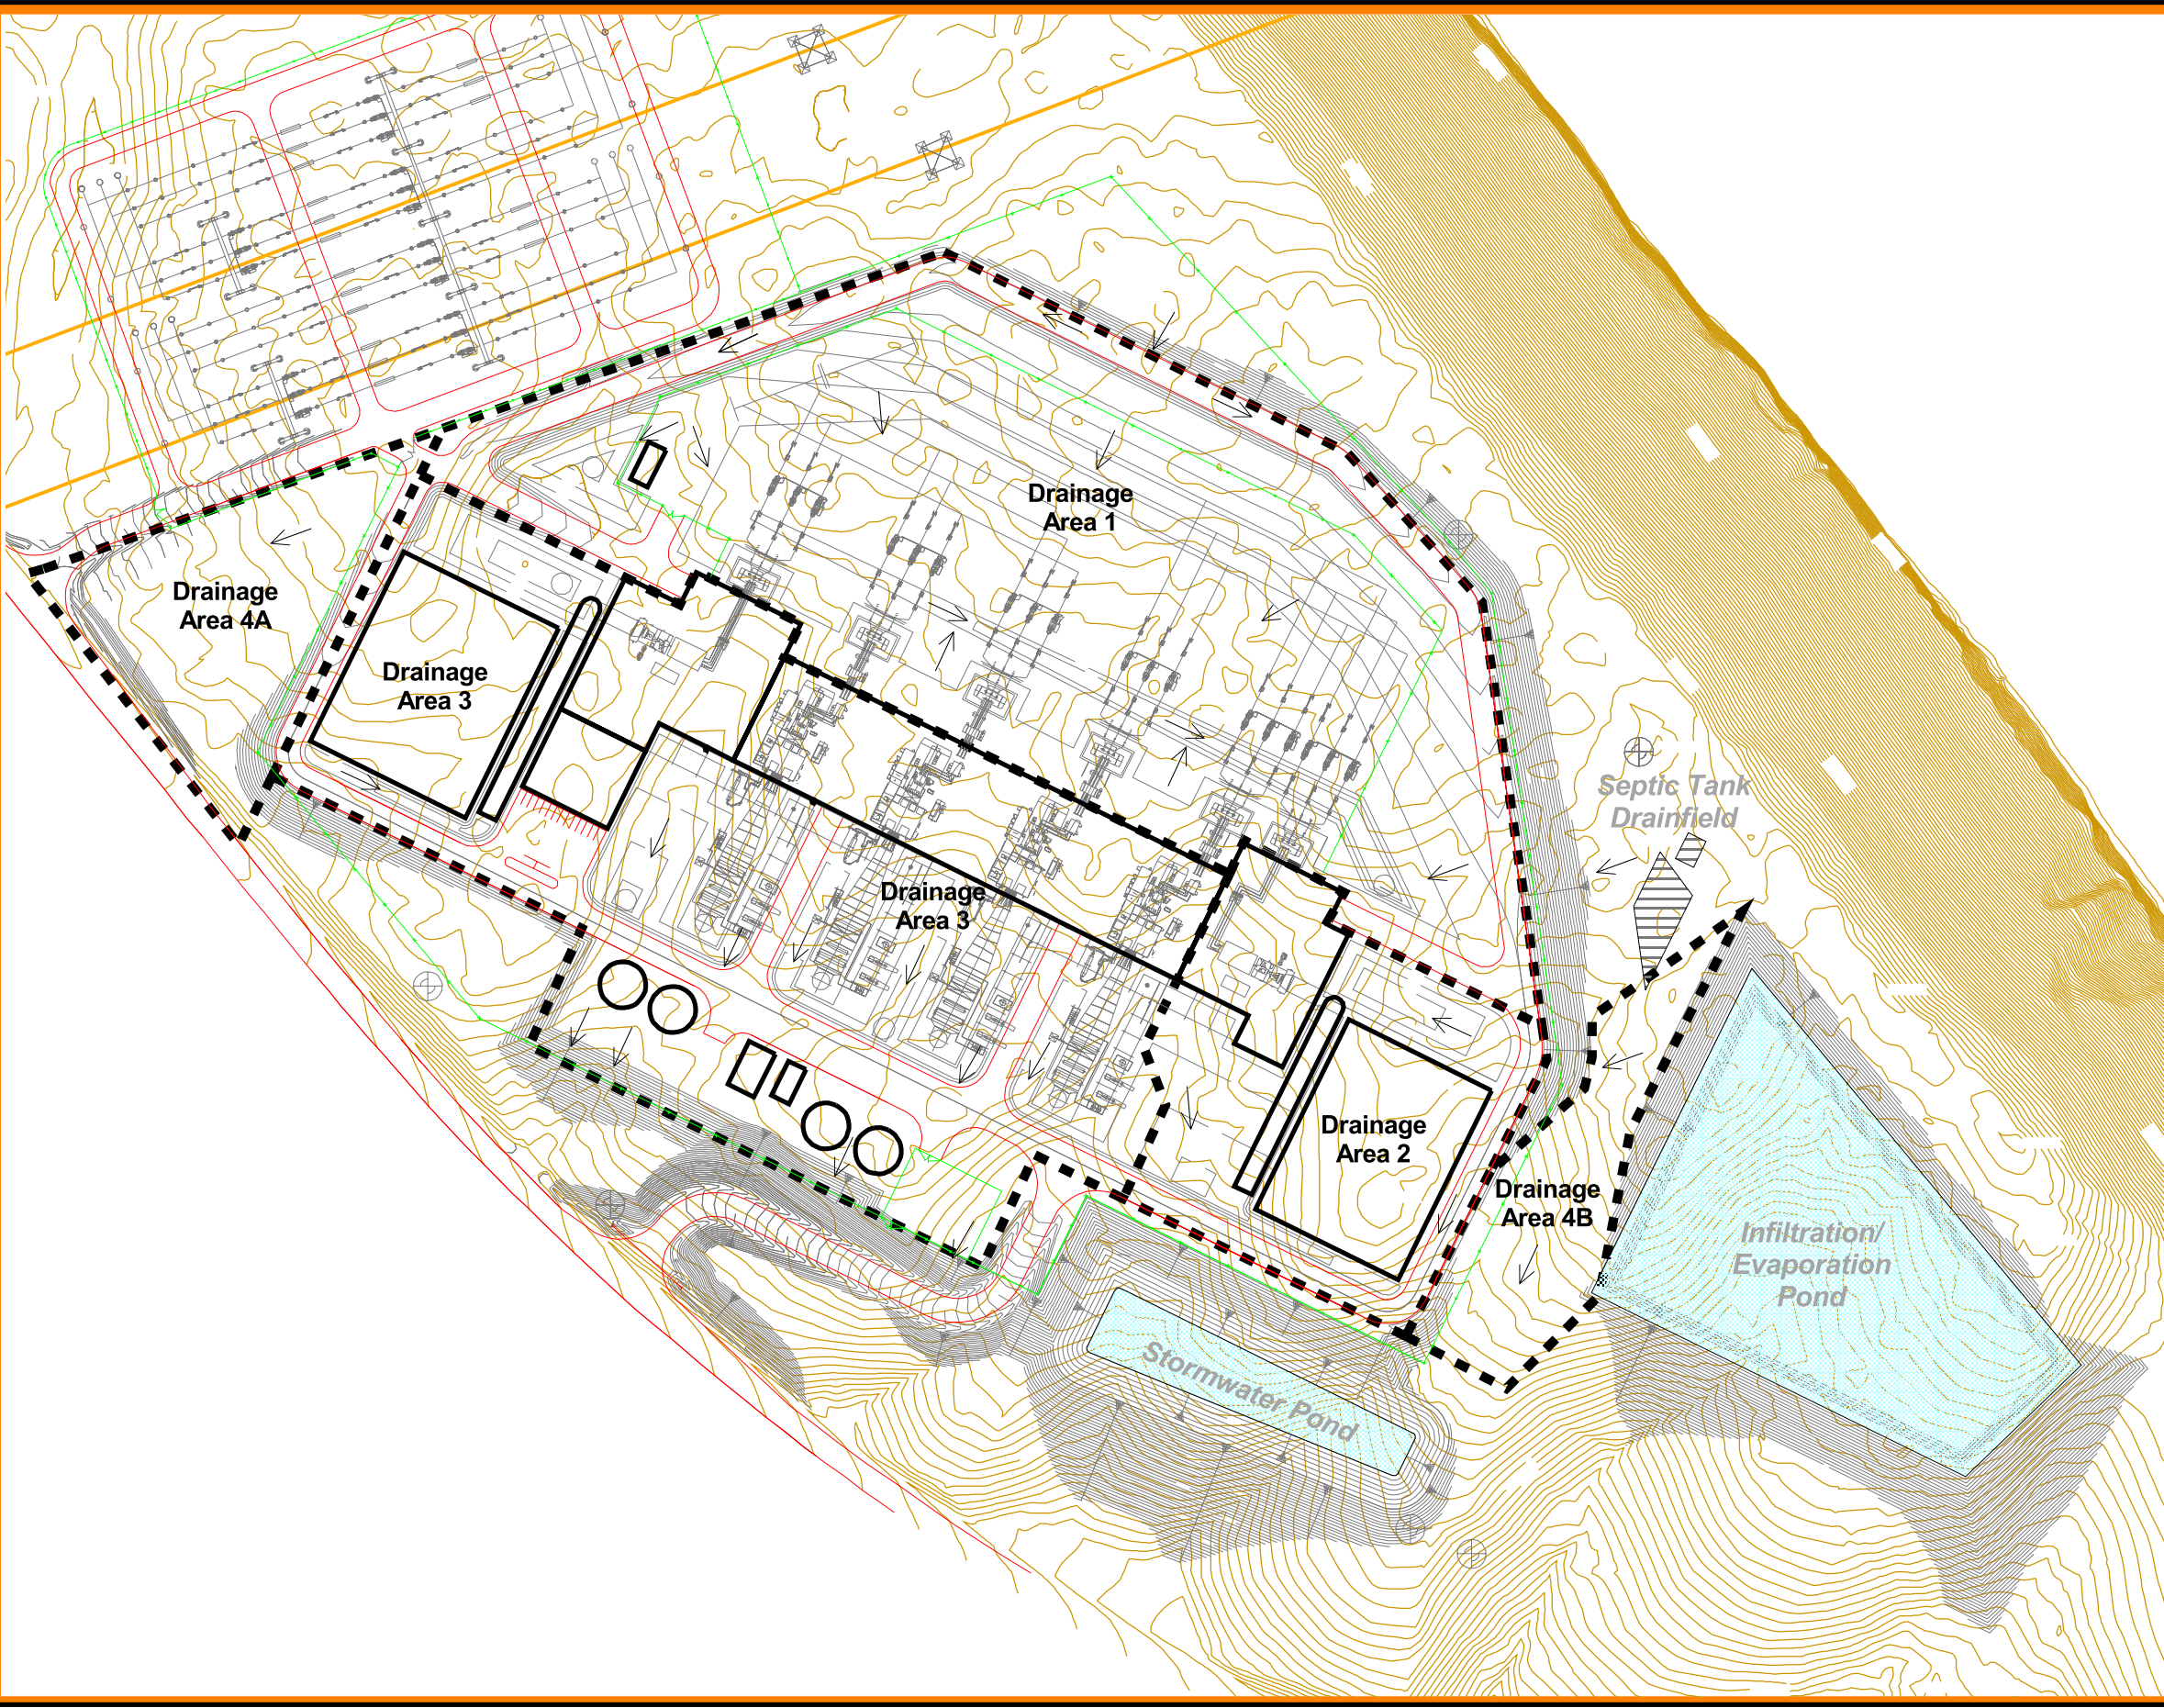 Drainage
Area 1
Drainage
Area 4A
Drainage
Area 3
Septic Tank
Drainfield
Drainage
Area 3
Drainage
Area 2
Drainage
Area 4B
Infiltration/
Evaporation
Pond
Stormwater Pond